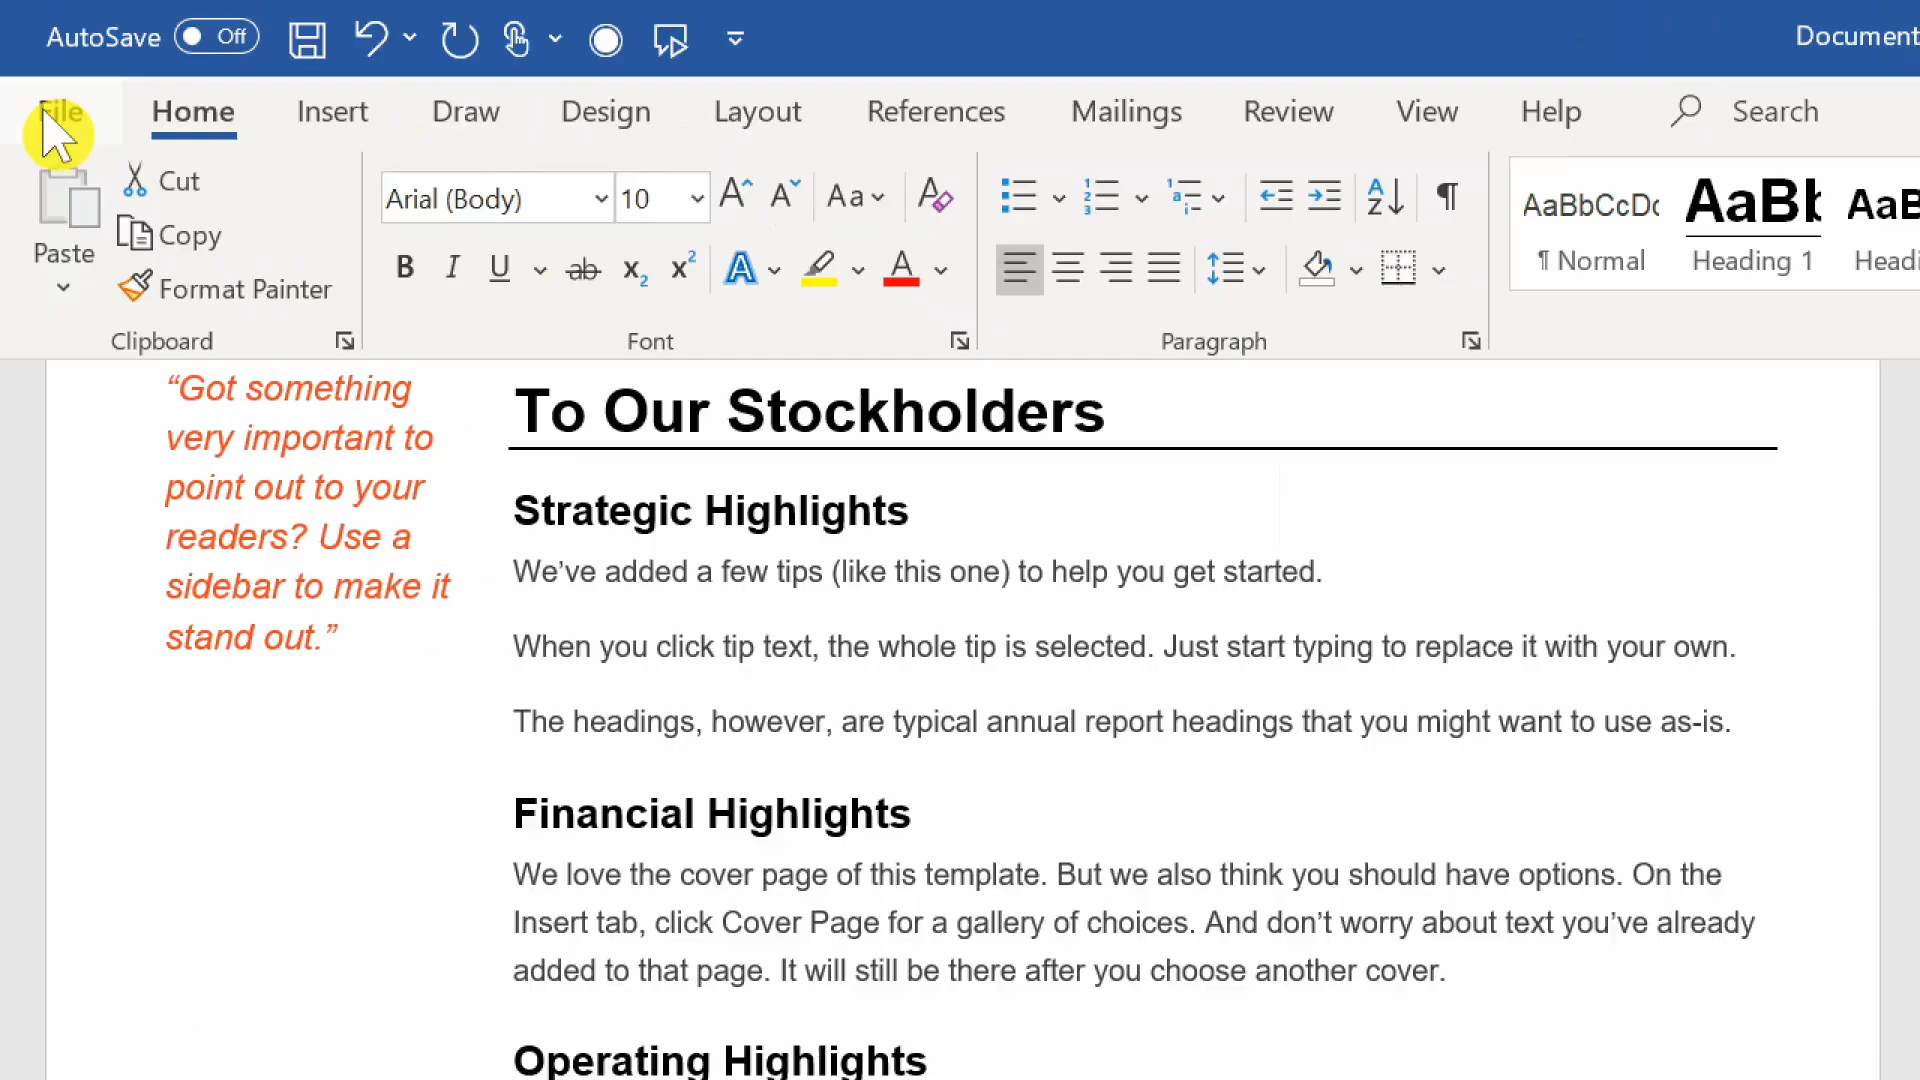 AutoSave Off
Document
File Home Insert Draw Design Layout References Mailings Review View Help Search
Paste
Cut
Copy
Format Painter
Clipboard
Arial (Body) 10
Font
Paragraph
AaBbCcDc AaBb AaB
¶ Normal Heading 1 Headi
“Got something
very important to
point out to your
readers? Use a
sidebar to make it
stand out.”
To Our Stockholders
Strategic Highlights
We’ve added a few tips (like this one) to help you get started.
When you click tip text, the whole tip is selected. Just start typing to replace it with your own.
The headings, however, are typical annual report headings that you might want to use as-is.
Financial Highlights
We love the cover page of this template. But we also think you should have options. On the
Insert tab, click Cover Page for a gallery of choices. And don’t worry about text you’ve already
added to that page. It will still be there after you choose another cover.
Operating Highlights